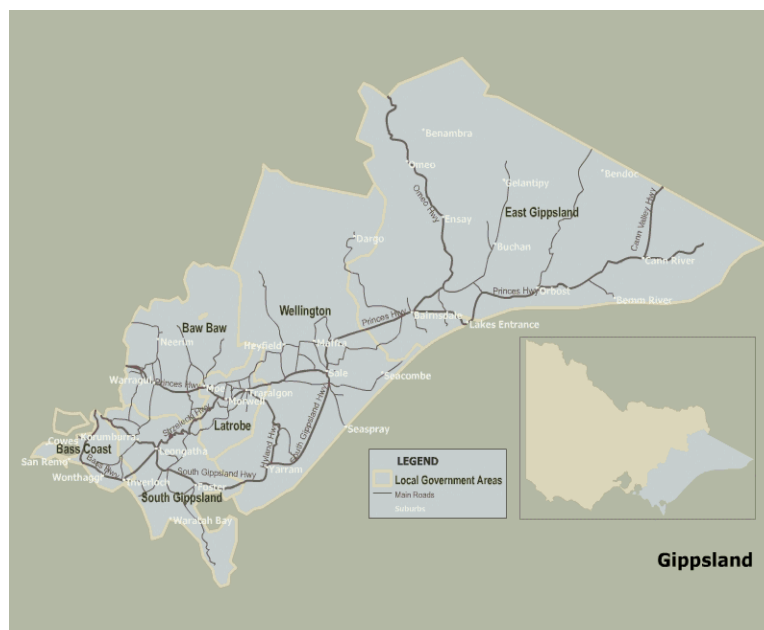 Benambra
Omeo
Bendoc
Gelantipy
Omeo Hwy
East Gippsland
Cann Valley Hwy
Ensay
Dargo
Buchan
Cann River
Princes Hwy
Orbost
Bemm River
Wellington
Princes Hwy
Bairnsdale
Lakes Entrance
Baw Baw
Neerim
Heyfield
Maffra
Warragul
Princes Hwy
Moe
Sale
Seacombe
Morwell
Traralgon
Strzelecki Hwy
Latrobe
Hyland Hwy
South Gippsland Hwy
Seaspray
Cowes
Korumburra
Bass Coast
Leongatha
San Remo
Bass Hwy
South Gippsland Hwy
Yarram
Wonthaggi
Inverloch
Foster
South Gippsland
Waratah Bay
LEGEND
Local Government Areas
Main Roads
Suburbs
Gippsland